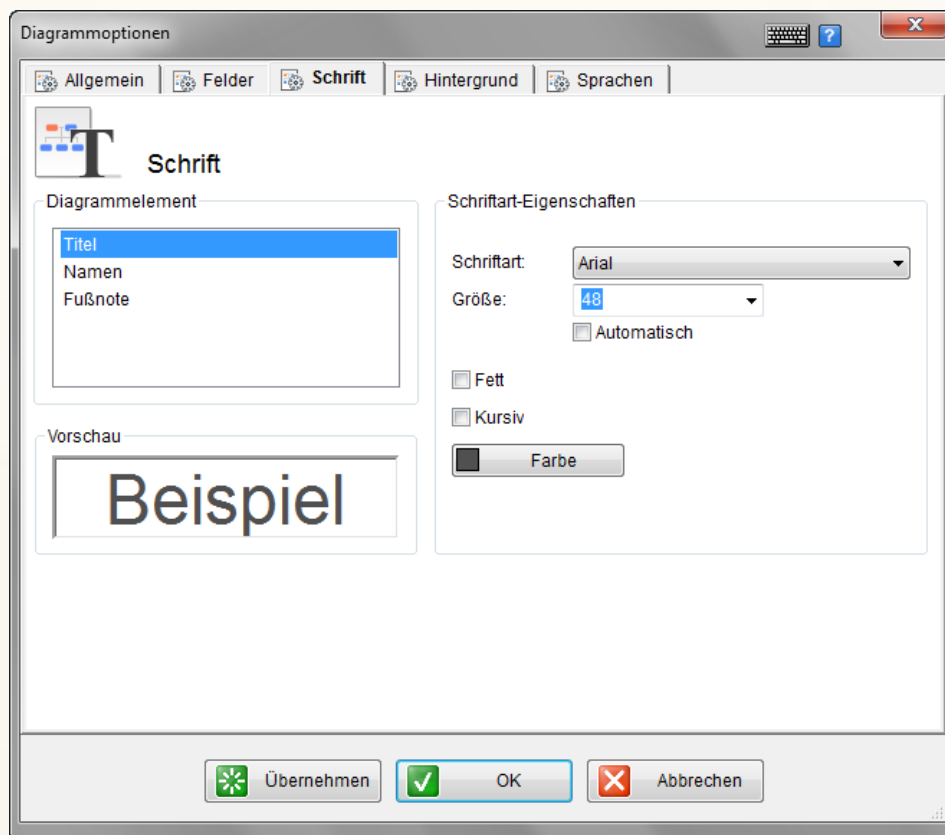 Diagrammoptionen
Allgemein Felder Schrift Hintergrund Sprachen
T Schrift
Diagrammelement
Titel
Namen
Fußnote
Vorschau
Beispiel
Schriftart-Eigenschaften
Schriftart: Arial
Größe: 48
Automatisch
Fett
Kursiv
Farbe
Übernehmen OK Abbrechen